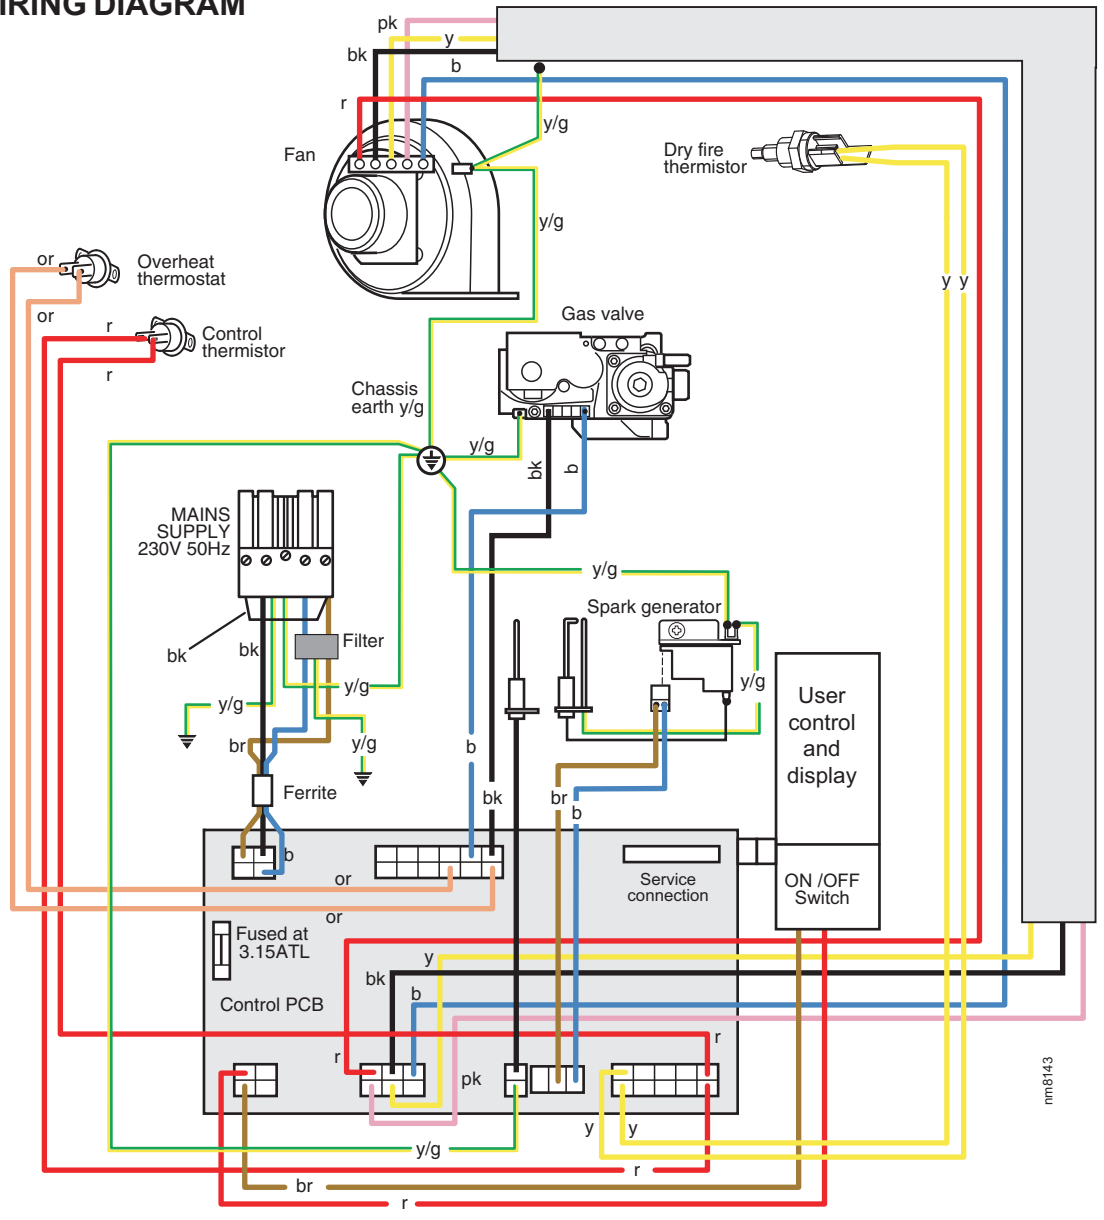 IRING DIAGRAM
pk
y
bk
b
r
y/g
Fan
Dry fire
thermistor
y/g
or
Overheat
thermostat
y y
or
r
Control
thermistor
r
Gas valve
Chassis
earth y/g
y/g
bk
b
MAINS
SUPPLY
230V 50Hz
y/g
Spark generator
bk
bk
Filter
y/g
y/g
y/g
User
control
and
display
br
y/g
b
Ferrite
bk
br
b
b
or
Service
connection
ON /OFF
Switch
or
Fused at
3.15ATL
y
bk
b
Control PCB
r
r
pk
nm8143
y
y
y/g
r
br
r